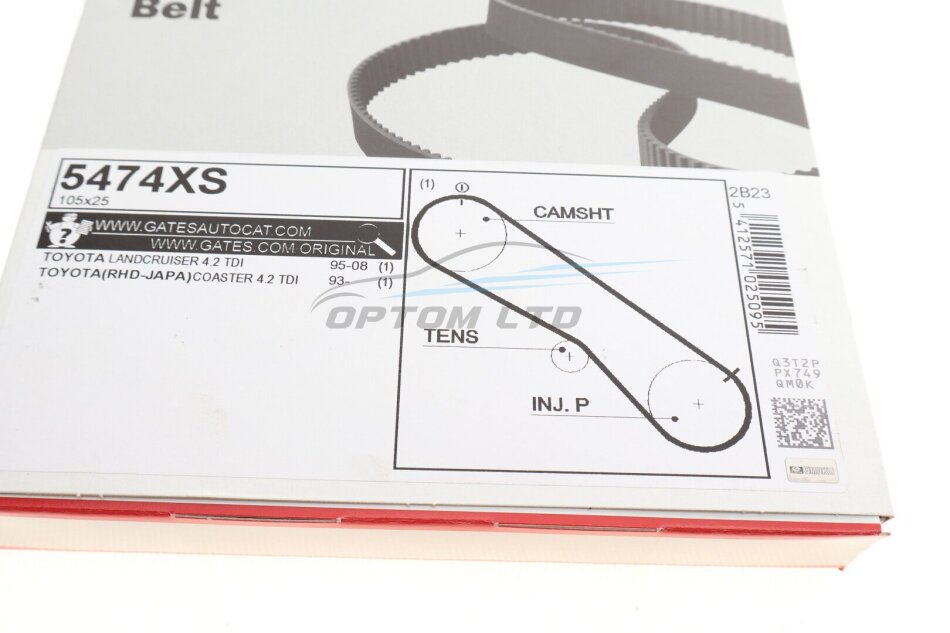 Belt
5474XS
105x25
WWW.GATESAUTOCAT.COM
WWW.GATES.COM/ORIGINAL
TOYOTA LANDCRUISER 4.2 TDI 95-08 (1)
TOYOTA(RHD-JAPA)COASTER 4.2 TDI 93- (1)
(1)
CAMSHT
TENS
INJ. P
2B23
5 412571 025095
Q3T2P
PX749
QM0K
OPTOM LTD